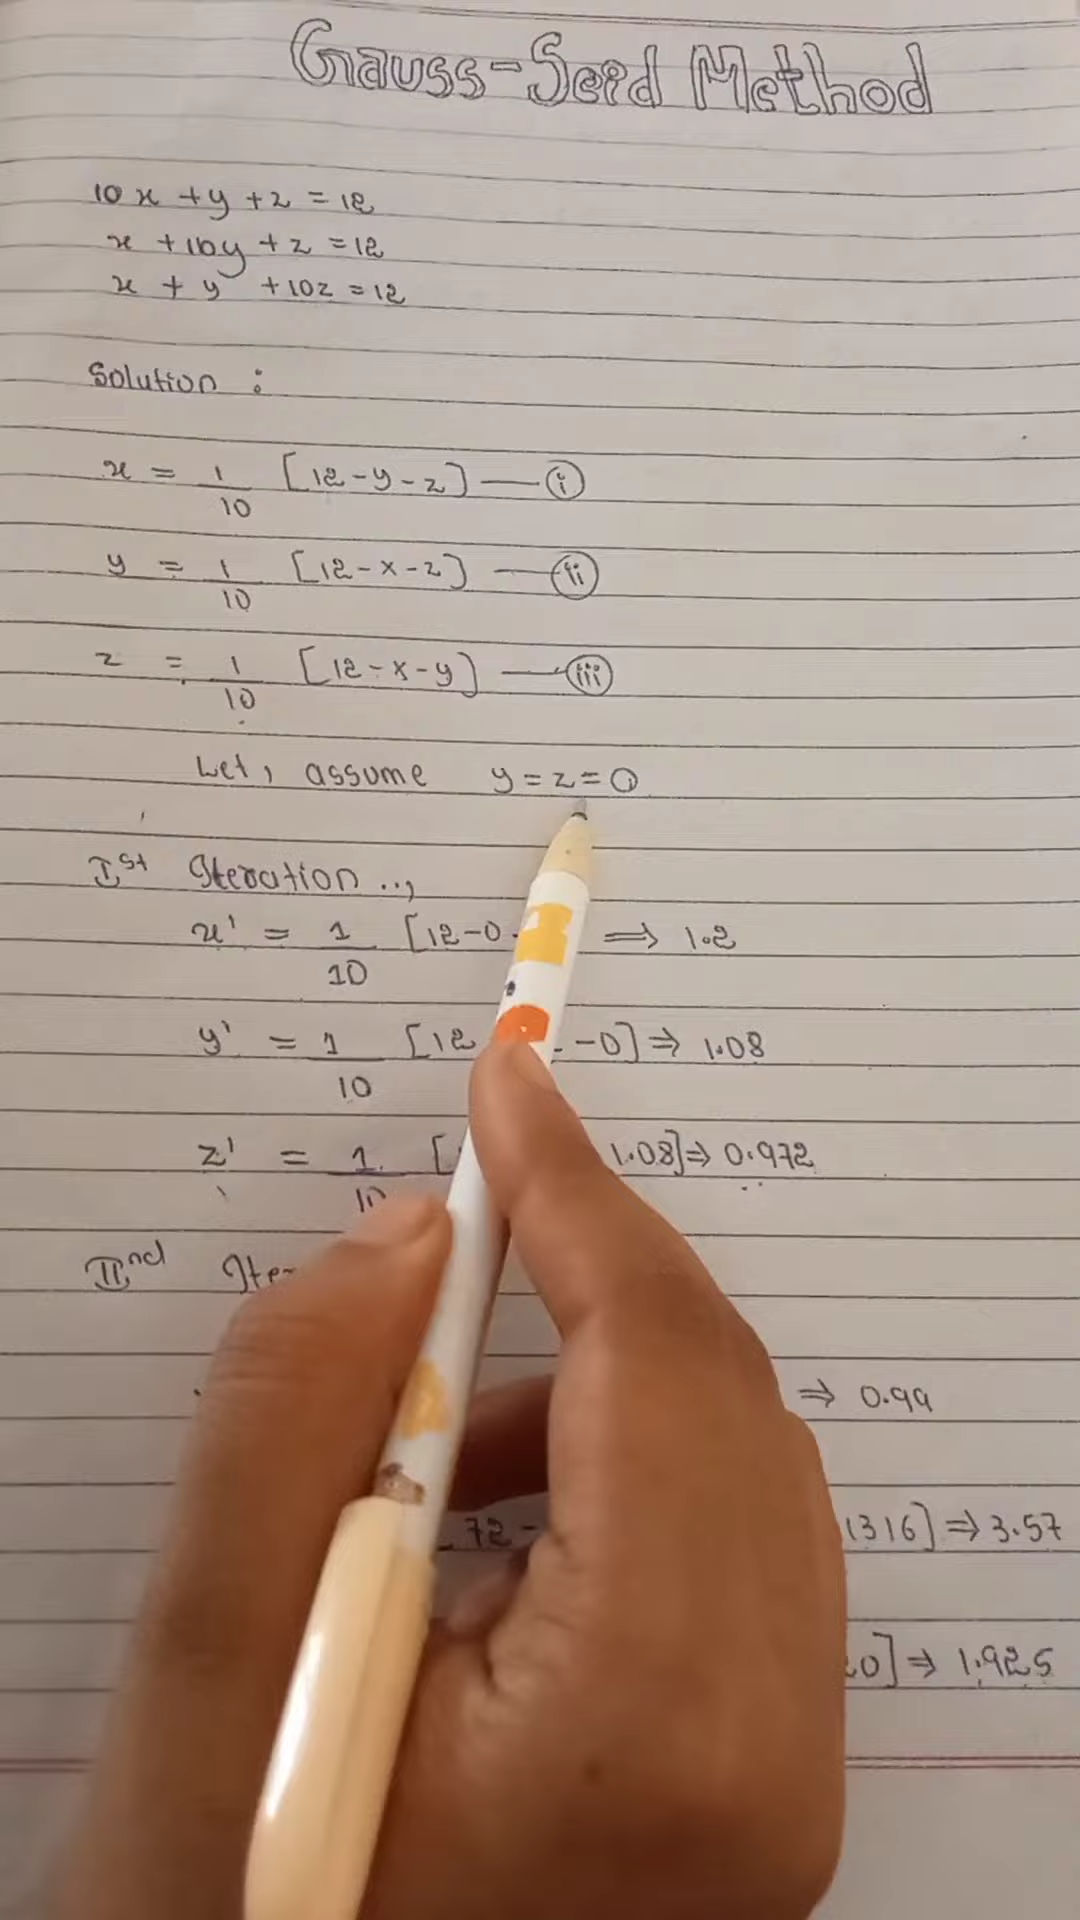 Gauss-Seid Method
10x + y + z = 12
x + 10y + z = 12
x + y + 10z = 12
Solution :
x = 1/10 [12-y-z] — (i)
y = 1/10 [12-x-z] — (ii)
z = 1/10 [12-x-y] — (iii)
Let, assume y = z = 0
Ist Iteration ..,
x' = 1/10 [12-0 ⇒ 1.2
y' = 1/10 [12 -0] ⇒ 1.08
z' = 1/10 [ 1.08] ⇒ 0.972
IInd
⇒ 0.99
72 - 1316] ⇒ 3.57
0] ⇒ 1.925